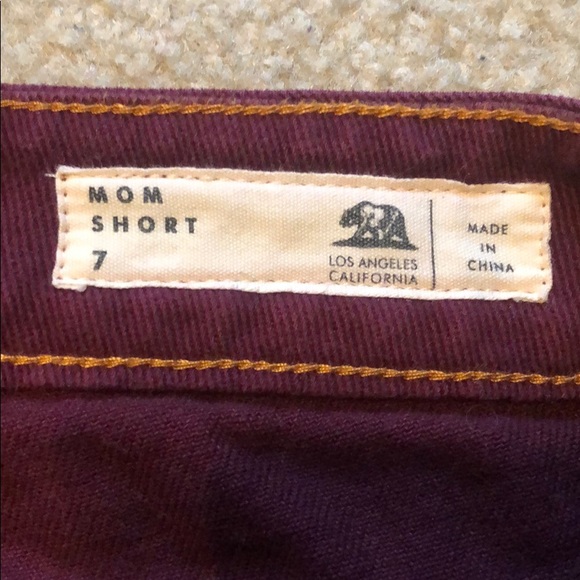 MOM
SHORT
7
LOS ANGELES
CALIFORNIA
MADE
IN
CHINA